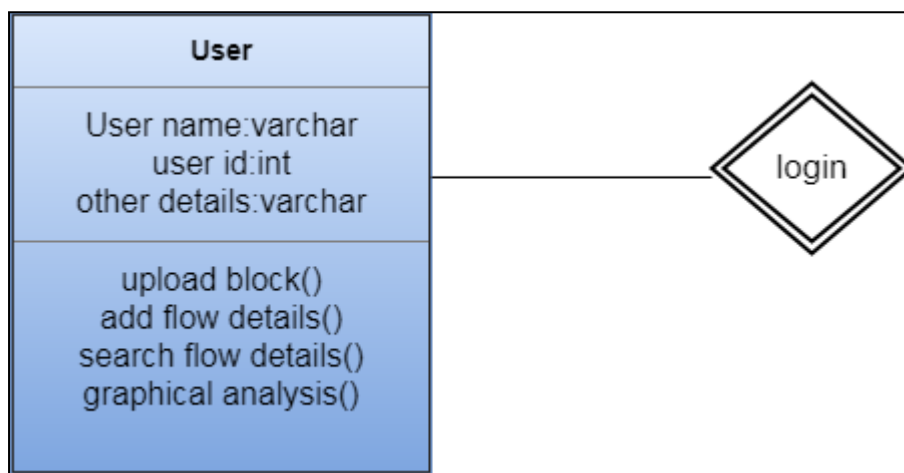 User
User name:varchar
user id:int
other details:varchar
upload block()
add flow details()
search flow details()
graphical analysis()
login